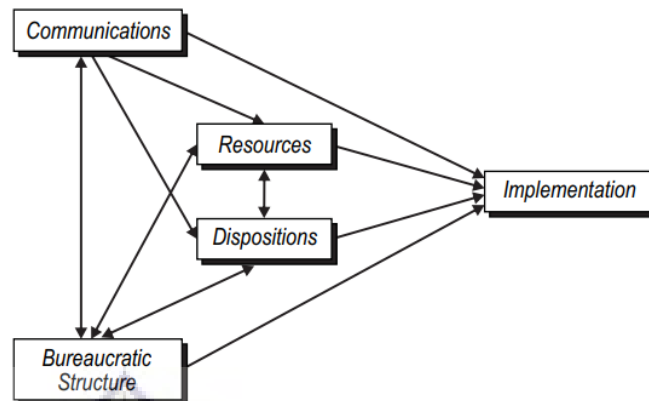 Communications
Resources
Implementation
Dispositions
Bureaucratic
Structure